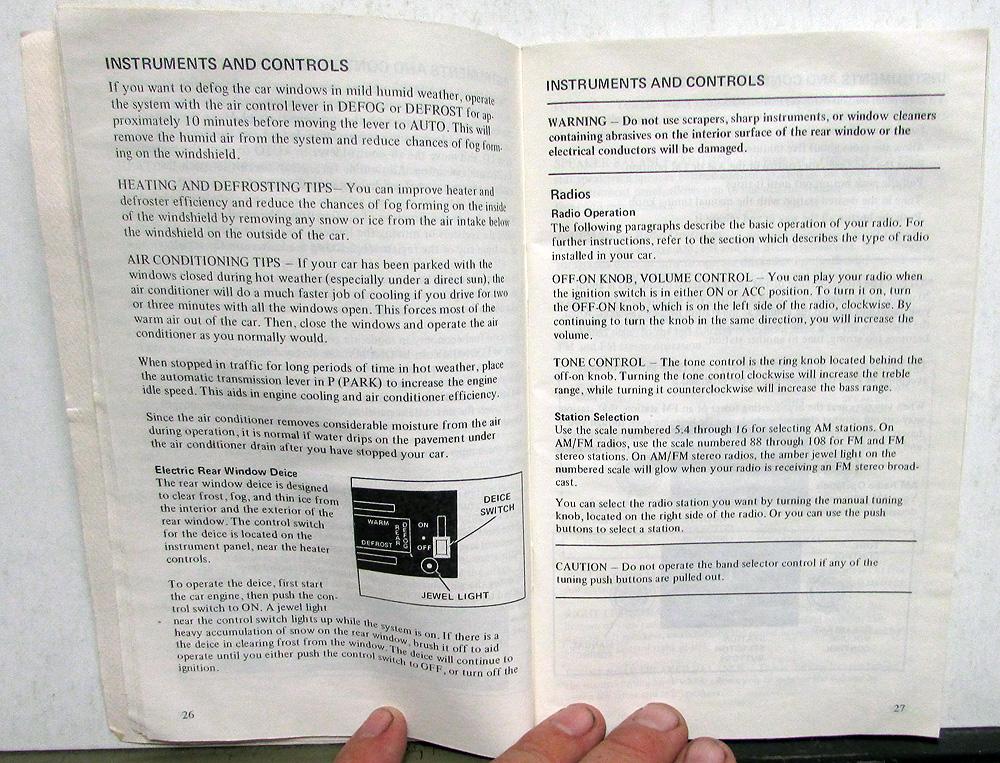 INSTRUMENTS AND CONTROLS
If you want to defog the car windows in mild humid weather, operate
the system with the air control lever in DEFOG or DEFROST for ap-
proximately 10 minutes before moving the lever to AUTO. This will
remove the humid air from the system and reduce chances of fog form-
ing on the windshield.
HEATING AND DEFROSTING TIPS— You can improve heater and
defroster efficiency and reduce the chances of fog forming on the inside
of the windshield by removing any snow or ice from the air intake below
the windshield on the outside of the car.
AIR CONDITIONING TIPS — If your car has been parked with the
windows closed during hot weather (especially under a direct sun), the
air conditioner will do a much faster job of cooling if you drive for two
or three minutes with all the windows open. This forces most of the
warm air out of the car. Then, close the windows and operate the air
conditioner as you normally would.
When stopped in traffic for long periods of time in hot weather, place
the automatic transmission lever in P (PARK) to increase the engine
idle speed. This aids in engine cooling and air conditioner efficiency.
Since the air conditioner removes considerable moisture from the air
during operation, it is normal if water drips on the pavement under
the air conditioner drain after you have stopped your car.
Electric Rear Window Deice
The rear window deice is designed
to clear frost, fog, and thin ice from
the interior and the exterior of the
rear window. The control switch
for the deice is located on the
instrument panel, near the heater
controls.
To operate the deice, first start
the car engine, then push the con-
trol switch to ON. A jewel light
near the control switch lights up while the system is on. If there is a
heavy accumulation of snow on the rear window, brush it off to aid
the deice in clearing frost from the window. The deice will continue to
operate until you either push the control switch to OFF, or turn off the
ignition.
WARM
DEFROST
REAR
DEFOG
ON
OFF
DEICE
SWITCH
JEWEL LIGHT
26
INSTRUMENTS AND CONTROLS
WARNING — Do not use scrapers, sharp instruments, or window cleaners
containing abrasives on the interior surface of the rear window or the
electrical conductors will be damaged.
Radios
Radio Operation
The following paragraphs describe the basic operation of your radio. For
further instructions, refer to the section which describes the type of radio
installed in your car.
OFF-ON KNOB, VOLUME CONTROL — You can play your radio when
the ignition switch is in either ON or ACC position. To turn it on, turn
the OFF-ON knob, which is on the left side of the radio, clockwise. By
continuing to turn the knob in the same direction, you will increase the
volume.
TONE CONTROL — The tone control is the ring knob located behind the
off-on knob. Turning the tone control clockwise will increase the treble
range, while turning it counterclockwise will increase the bass range.
Station Selection
Use the scale numbered 5.4 through 16 for selecting AM stations. On
AM/FM radios, use the scale numbered 88 through 108 for FM and FM
stereo stations. On AM/FM stereo radios, the amber jewel light on the
numbered scale will glow when your radio is receiving an FM stereo broad-
cast.
You can select the radio station you want by turning the manual tuning
knob, located on the right side of the radio. Or you can use the push
buttons to select a station.
CAUTION — Do not operate the band selector control if any of the
tuning push buttons are pulled out.
27